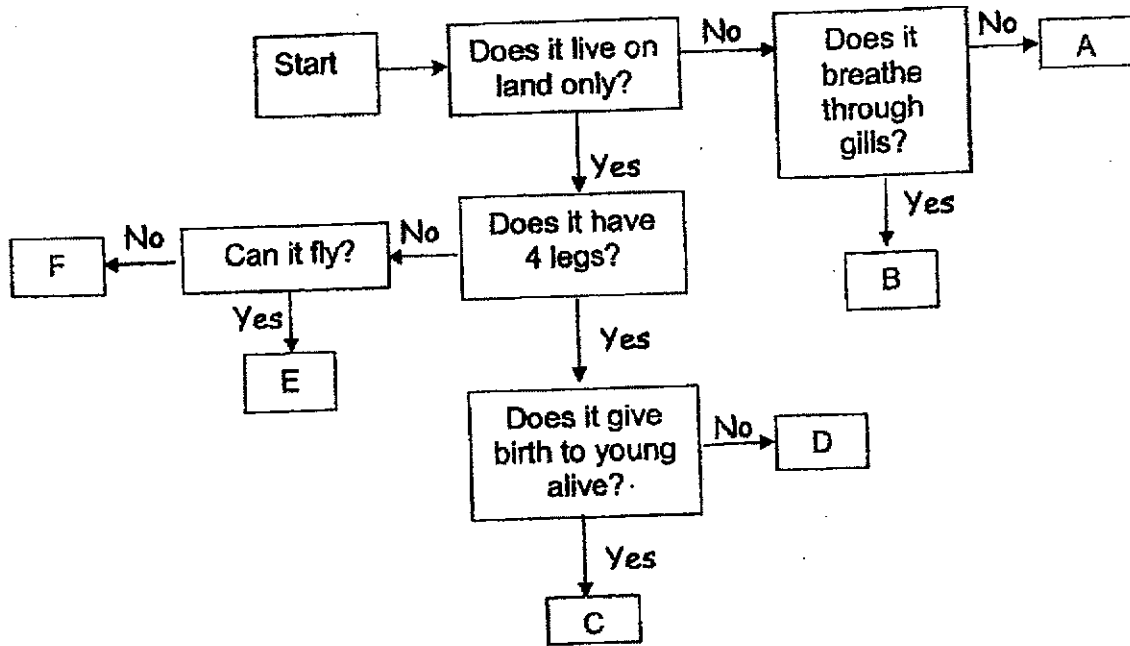 Start
Does it live on
land only?
No
Does it
breathe
through
gills?
No
A
Yes
Yes
B
Does it have
4 legs?
No
Can it fly?
No
F
Yes
E
Yes
Does it give
birth to young
alive?
No
D
Yes
C